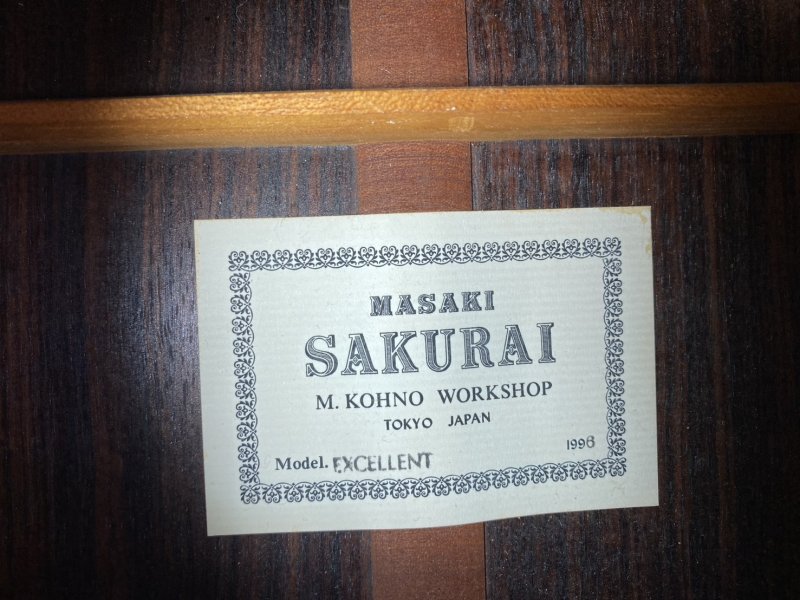 MASAKI
SAKURAI
M. KOHNO WORKSHOP
TOKYO JAPAN
Model. EXCELLENT 1996